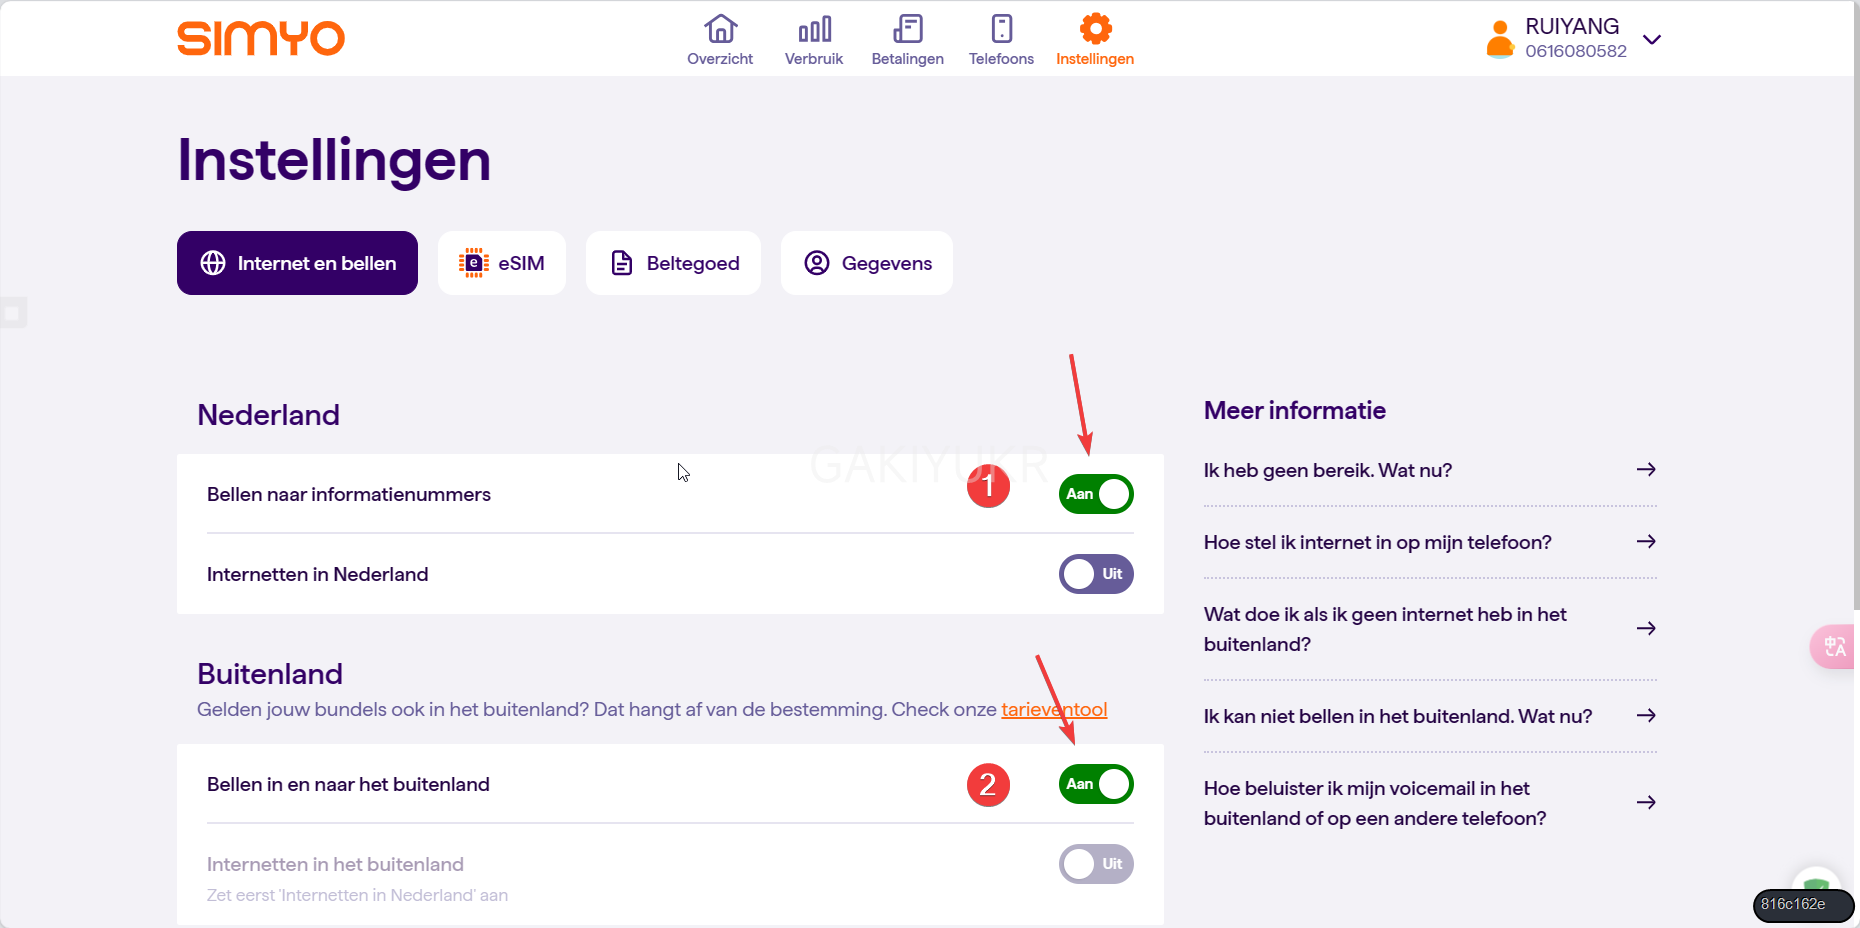 SIMYO
Overzicht
Verbruik
Betalingen
Telefoons
Instellingen
RUIYANG
0616080582
Instellingen
Internet en bellen
eSIM
Beltegoed
Gegevens
Nederland
GAKIYUKR
Bellen naar informatienummers
1
Aan
Internetten in Nederland
Uit
Buitenland
Gelden jouw bundels ook in het buitenland? Dat hangt af van de bestemming. Check onze tarieventool
Bellen in en naar het buitenland
2
Aan
Internetten in het buitenland
Uit
Zet eerst 'Internetten in Nederland' aan
Meer informatie
Ik heb geen bereik. Wat nu?
Hoe stel ik internet in op mijn telefoon?
Wat doe ik als ik geen internet heb in het
buitenland?
Ik kan niet bellen in het buitenland. Wat nu?
Hoe beluister ik mijn voicemail in het
buitenland of op een andere telefoon?
中A
816c162e